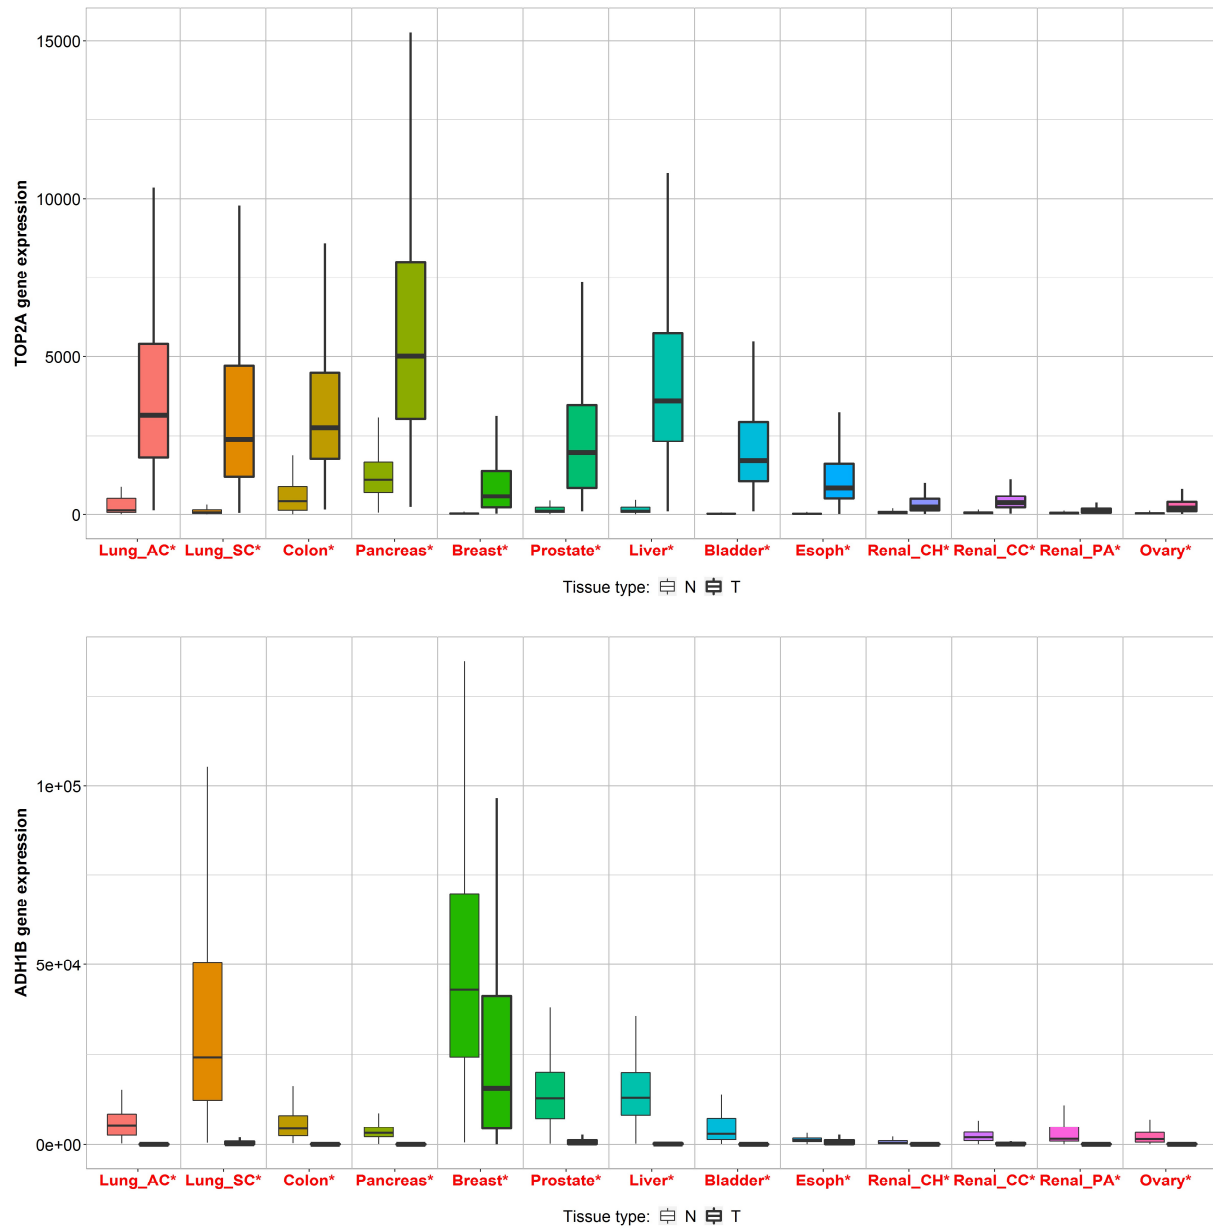 TOP2A gene expression
15000
10000
5000
0
Lung_AC* Lung_SC* Colon* Pancreas* Breast* Prostate* Liver* Bladder* Esoph* Renal_CH* Renal_CC* Renal_PA* Ovary*
Tissue type: N T
ADH1B gene expression
1e+05
5e+04
0e+00
Lung_AC* Lung_SC* Colon* Pancreas* Breast* Prostate* Liver* Bladder* Esoph* Renal_CH* Renal_CC* Renal_PA* Ovary*
Tissue type: N T